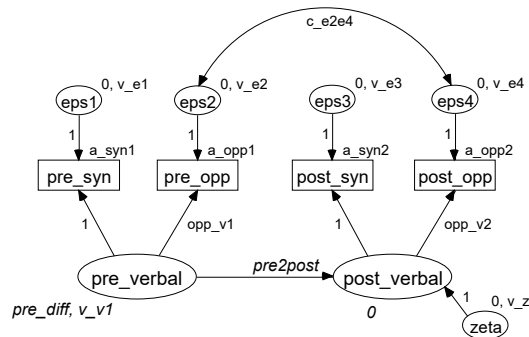 c_e2e4
0, v_e1
0, v_e2
0, v_e3
0, v_e4
eps1
eps2
eps3
eps4
1
1
1
1
a_syn1
a_opp1
a_syn2
a_opp2
pre_syn
pre_opp
post_syn
post_opp
1
opp_v1
1
opp_v2
pre_verbal
pre2post
post_verbal
pre_diff, v_v1
0
1
0, v_z
zeta